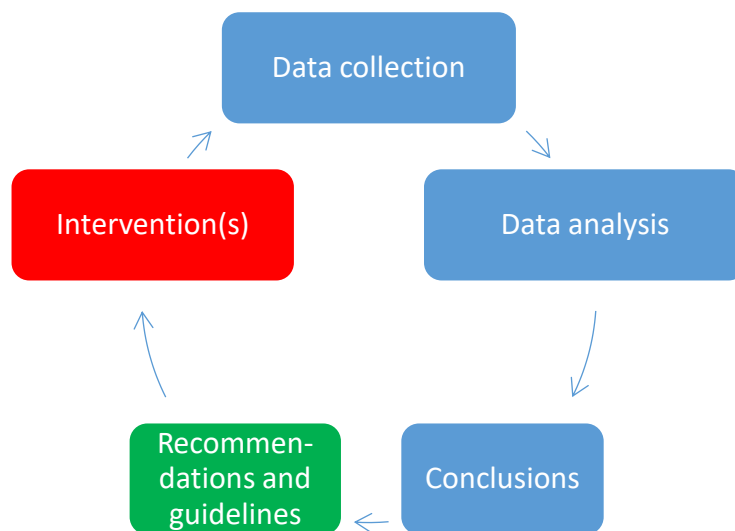 Data collection
Intervention(s)
Data analysis
Recommen-
dations and
guidelines
Conclusions